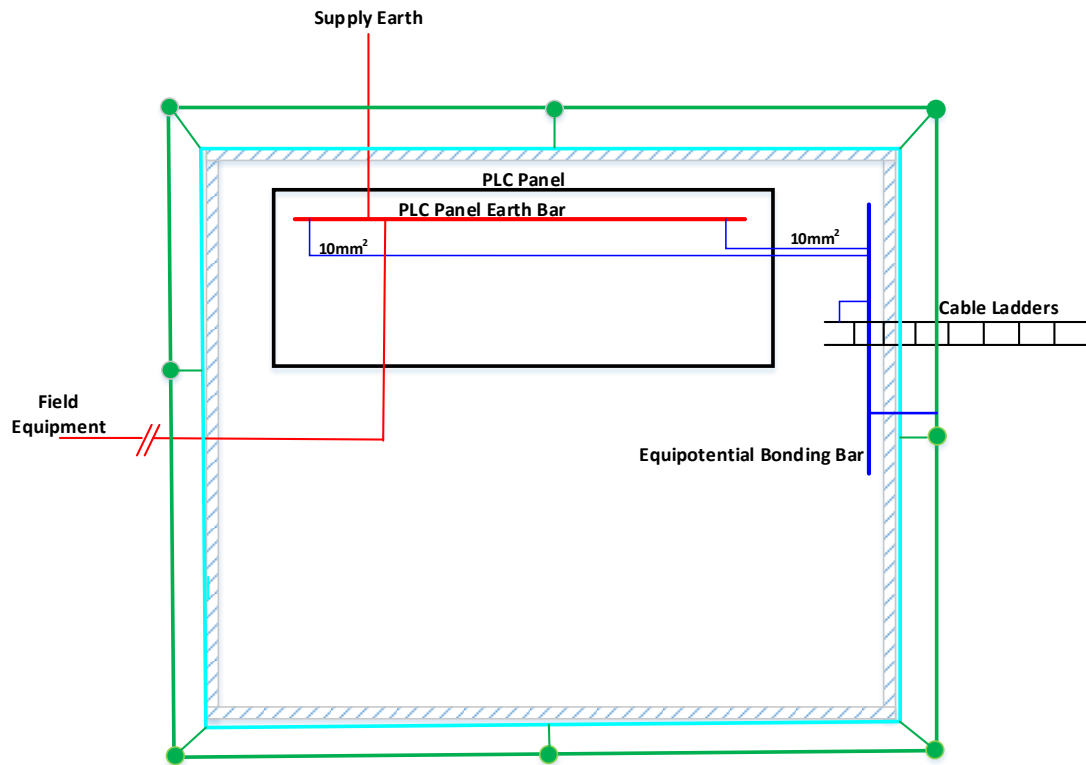 Supply Earth
PLC Panel
PLC Panel Earth Bar
10mm²
10mm²
Cable Ladders
Field
Equipment
Equipotential Bonding Bar